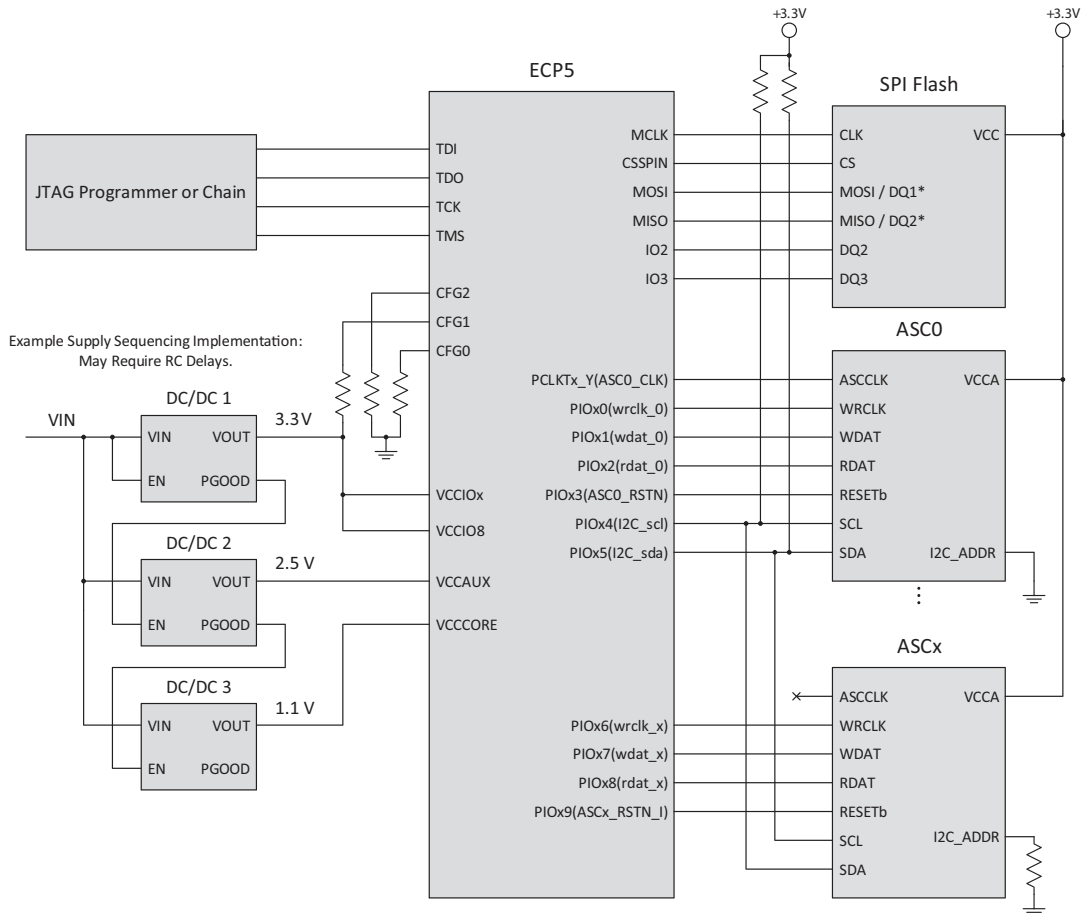 +3.3V
+3.3V
ECP5
SPI Flash
JTAG Programmer or Chain
TDI
TDO
TCK
TMS
CFG2
CFG1
CFG0
MCLK
CSSPIN
MOSI
MISO
IO2
IO3
CLK
CS
MOSI / DQ1*
MISO / DQ2*
DQ2
DQ3
VCC
Example Supply Sequencing Implementation:
May Require RC Delays.
VIN
DC/DC 1
VIN
VOUT
EN
PGOOD
3.3V
DC/DC 2
VIN
VOUT
EN
PGOOD
2.5 V
DC/DC 3
VIN
VOUT
EN
PGOOD
1.1 V
VCCIOx
VCCIO8
VCCAUX
VCCCORE
PCLKTx_Y(ASC0_CLK)
PIOx0(wrclk_0)
PIOx1(wdat_0)
PIOx2(rdat_0)
PIOx3(ASC0_RSTN)
PIOx4(I2C_scl)
PIOx5(I2C_sda)
ASC0
ASCCLK
WRCLK
WDAT
RDAT
RESETb
SCL
SDA
VCCA
I2C_ADDR
PIOx6(wrclk_x)
PIOx7(wdat_x)
PIOx8(rdat_x)
PIOx9(ASCx_RSTN_I)
ASCx
ASCCLK
WRCLK
WDAT
RDAT
RESETb
SCL
SDA
VCCA
I2C_ADDR